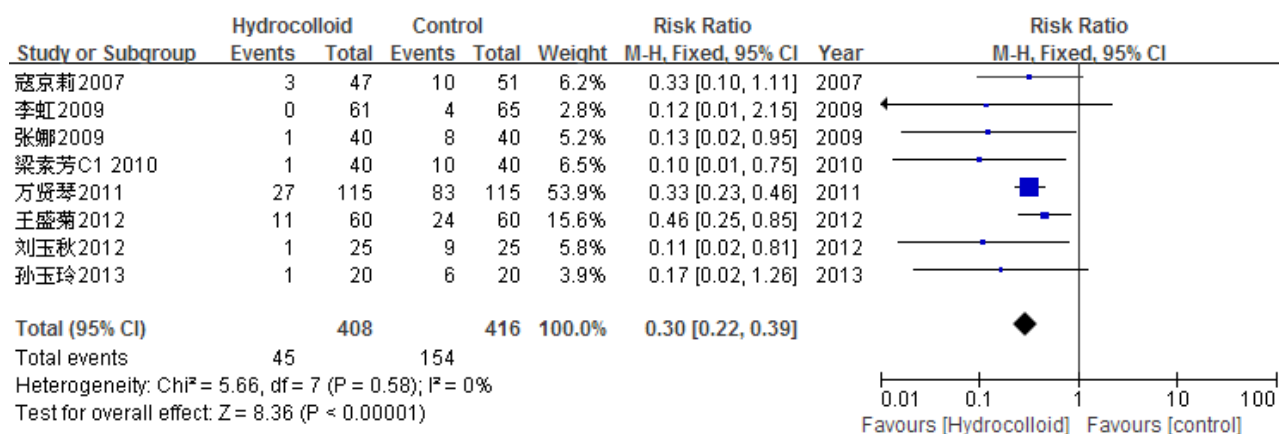 Hydrocolloid Control Risk Ratio Risk Ratio
Study or Subgroup Events Total Events Total Weight M-H, Fixed, 95% CI Year M-H, Fixed, 95% CI
寇京莉2007 3 47 10 51 6.2% 0.33 [0.10, 1.11] 2007
李虹2009 0 61 4 65 2.8% 0.12 [0.01, 2.15] 2009
张娜2009 1 40 8 40 5.2% 0.13 [0.02, 0.95] 2009
梁素芳C1 2010 1 40 10 40 6.5% 0.10 [0.01, 0.75] 2010
万贤琴2011 27 115 83 115 53.9% 0.33 [0.23, 0.46] 2011
王盛菊2012 11 60 24 60 15.6% 0.46 [0.25, 0.85] 2012
刘玉秋2012 1 25 9 25 5.8% 0.11 [0.02, 0.81] 2012
孙玉玲2013 1 20 6 20 3.9% 0.17 [0.02, 1.26] 2013
Total (95% CI) 408 416 100.0% 0.30 [0.22, 0.39]
Total events 45 154
Heterogeneity: Chi² = 5.66, df = 7 (P = 0.58); I² = 0%
Test for overall effect: Z = 8.36 (P < 0.00001)
0.01 0.1 1 10 100
Favours [Hydrocolloid] Favours [control]